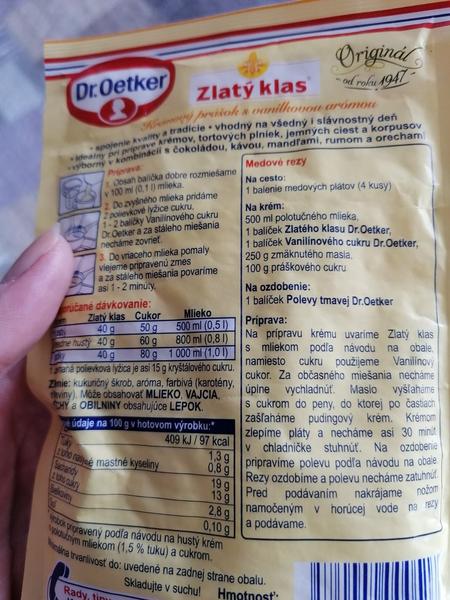 Dr.Oetker
Zlatý klas
Originál
od roku 1947
Krémový prášok s vanilkovou arómou
• spojenie kvality a tradície • vhodný na všedný i slávnostný deň
• ideálny pri príprave krémov, tortových plniek, jemných ciest a korpusov
• výborný v kombinácii s čokoládou, kávou, mandľami, rumom a orechami
Príprava:
1. Obsah balíčka dobre rozmiešame
v 100 ml (0,1 l) mlieka.
2. Do zvyšného mlieka pridáme
2 polievkové lyžice cukru,
1 - 2 balíčky Vanilínového cukru
Dr.Oetker a za stáleho miešania
necháme zovrieť.
3. Do vriaceho mlieka pomaly
vlejeme pripravenú zmes
a za stáleho miešania povaríme
asi 1 - 2 minúty.
dávkovanie:
Zlatý klas Cukor Mlieko
40 g 50 g 500 ml (0,5 l)
hustý 40 g 60 g 800 ml (0,8 l)
40 g 80 g 1 000 ml (1,0 l)
polievková lyžica je asi 15 g kryštálového cukru.
kukuričný škrob, aróma, farbivá (karotény,
Môže obsahovať MLIEKO, VAJCIA,
a OBILNINY obsahujúce LEPOK.
údaje na 100 g v hotovom výrobku:*
409 kJ / 97 kcal
1,3 g
mastné kyseliny 0,8 g
19 g
13 g
2,8 g
0,10 g
pripravený podľa návodu na hustý krém
mliekom (1,5 % tuku) a cukrom.
trvanlivosť do: uvedené na zadnej strane obalu.
Skladujte v suchu! Hmotnosť:
Medové rezy
Na cesto:
1 balenie medových plátov (4 kusy)
Na krém:
500 ml polotučného mlieka,
1 balíček Zlatého klasu Dr.Oetker,
1 balíček Vanilínového cukru Dr.Oetker,
250 g zmäknutého masla,
100 g práškového cukru
Na ozdobenie:
1 balíček Polevy tmavej Dr.Oetker
Príprava:
Na prípravu krému uvaríme Zlatý klas
s mliekom podľa návodu na obale,
namiesto cukru použijeme Vanilínový
cukor. Za občasného miešania necháme
úplne vychladnúť. Maslo vyšľaháme
s cukrom do peny, do ktorej po častiach
zašľaháme pudingový krém. Krémom
zlepíme pláty a necháme asi 30 minút
v chladničke stuhnúť. Na ozdobenie
pripravíme polevu podľa návodu na obale.
Rezy ozdobíme a polevu necháme zatuhnúť.
Pred podávaním nakrájame nožom
namočeným v horúcej vode na rezy
a podávame.